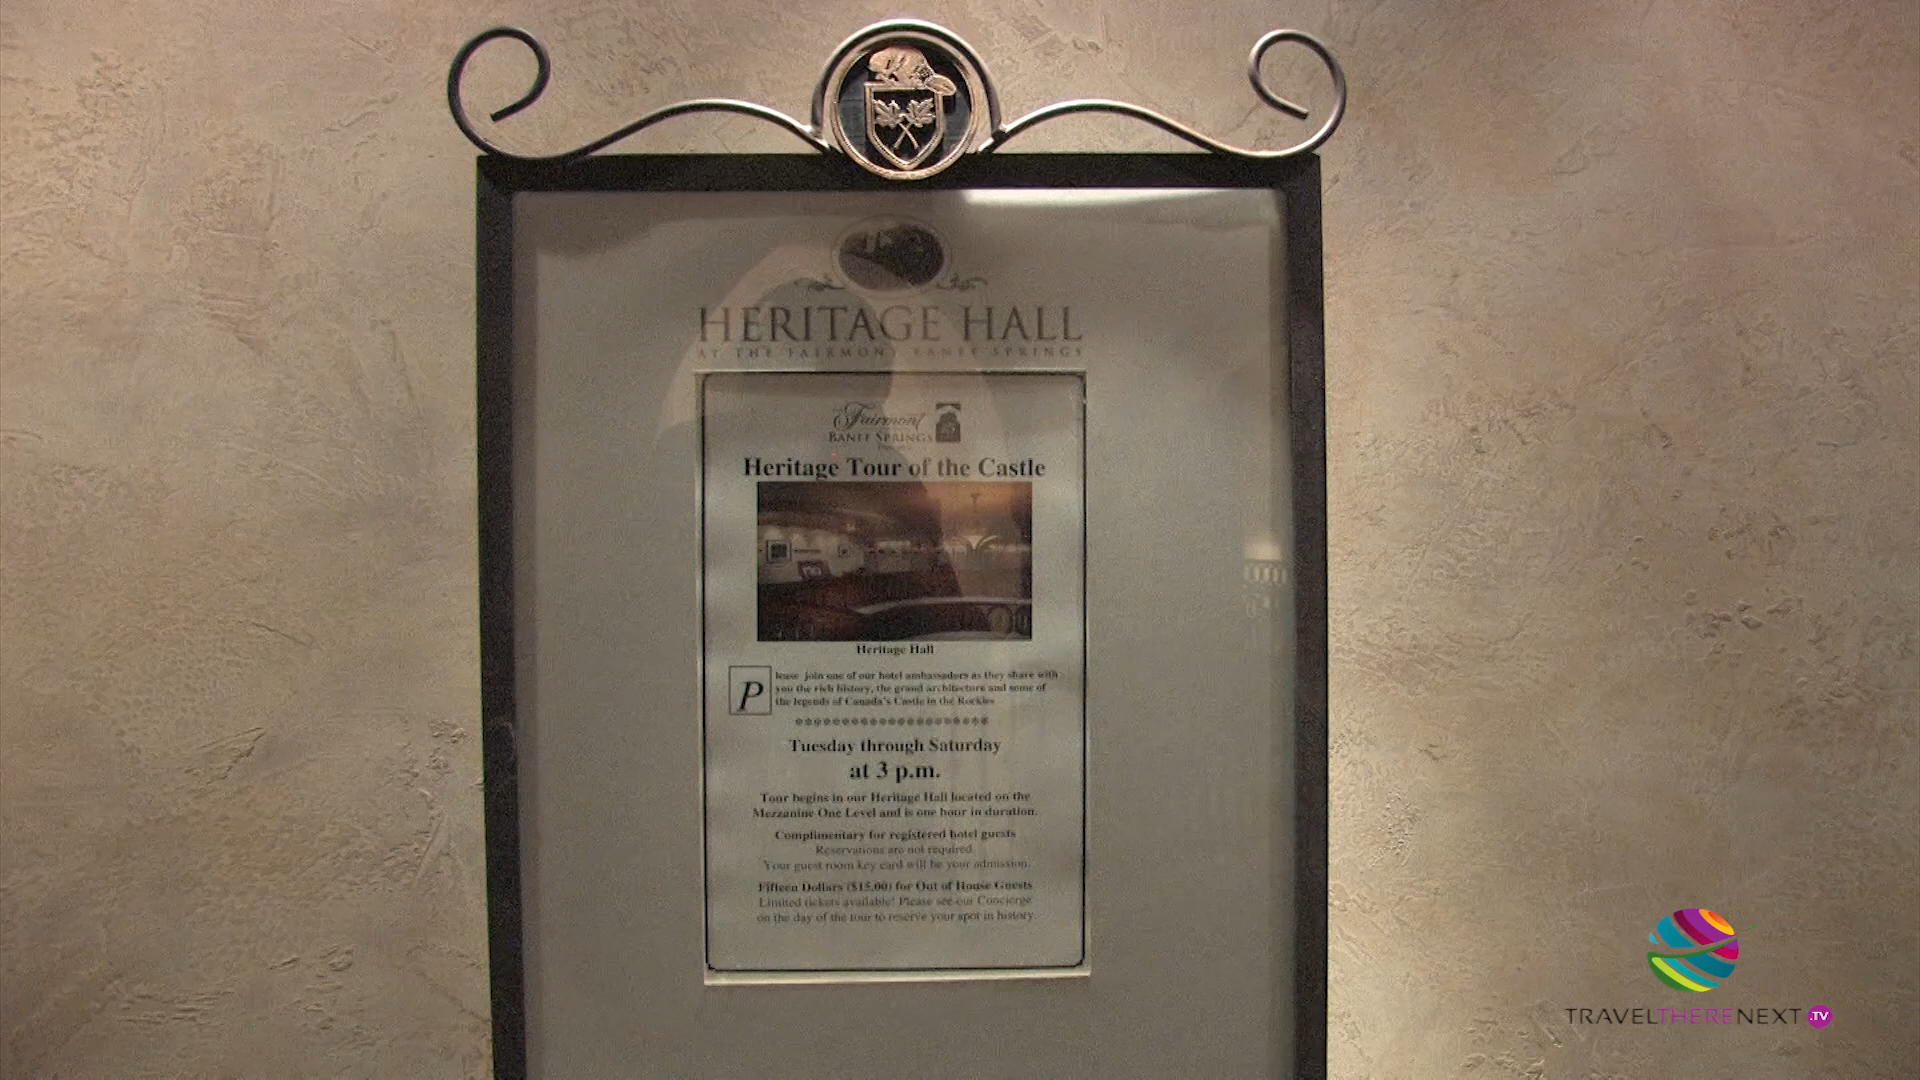 HERITAGE HALL
AT THE FAIRMONT BANFF SPRINGS
Fairmont
BANFF SPRINGS
Heritage Tour of the Castle
Heritage Hall
Please join one of our hotel ambassadors as they share with
you the rich history, the grand architecture and some of
the legends of Canada's Castle in the Rockies
Tuesday through Saturday
at 3 p.m.
Tour begins in our Heritage Hall located on the
Mezzanine One Level and is one hour in duration.
Complimentary for registered hotel guests
Reservations are not required.
Your guest room key card will be your admission.
Fifteen Dollars ($15.00) for Out of House Guests
Limited tickets available! Please see our Concierge
on the day of the tour to reserve your spot in history.
TRAVELTHERENEXT.TV